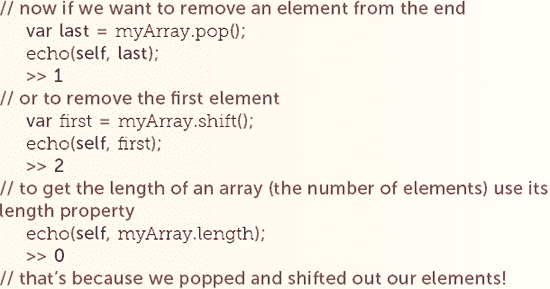 // now if we want to remove an element from the end
var last = myArray.pop();
echo(self, last);
>> 1
// or to remove the first element
var first = myArray.shift();
echo(self, first);
>> 2
// to get the length of an array (the number of elements) use its
length property
echo(self, myArray.length);
>> 0
// that’s because we popped and shifted out our elements!